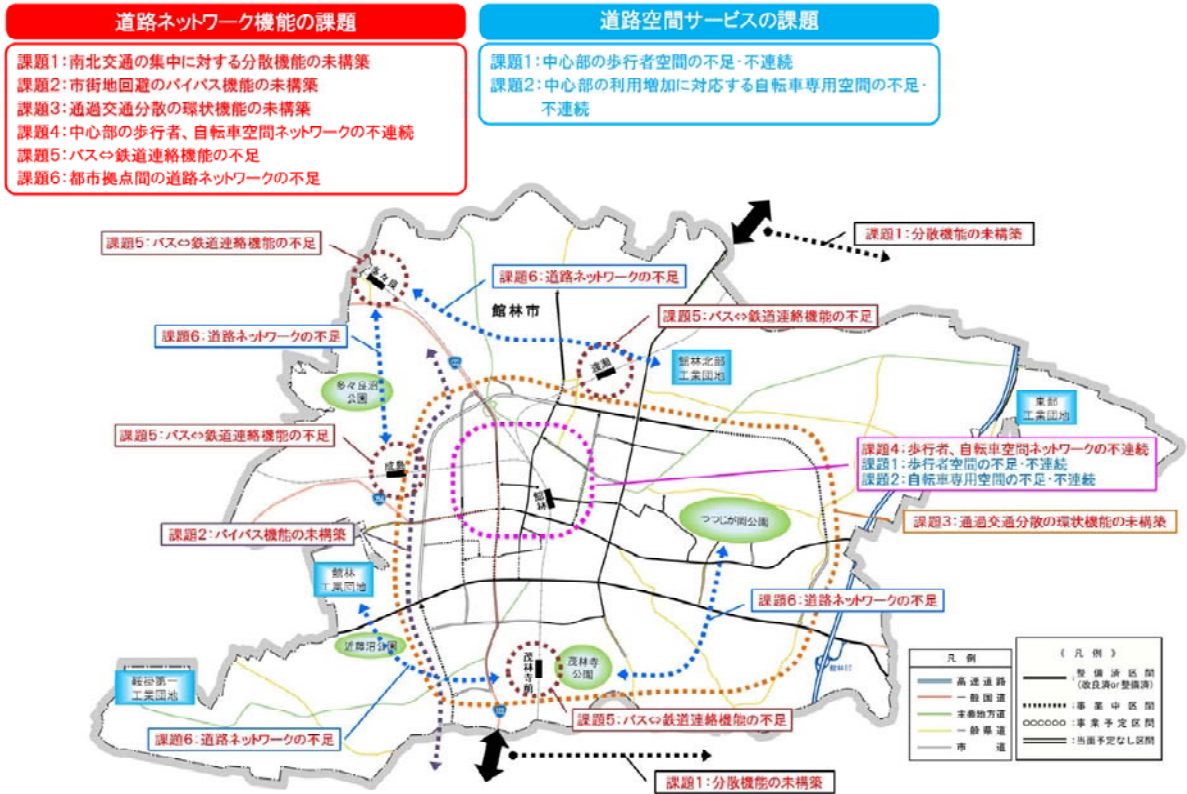 道路ネットワーク機能の課題
課題1：南北交通の集中に対する分散機能の未構築
課題2：市街地回避のバイパス機能の未構築
課題3：通過交通分散の環状機能の未構築
課題4：中心部の歩行者、自転車空間ネットワークの不連続
課題5：バス⇔鉄道連絡機能の不足
課題6：都市拠点間の道路ネットワークの不足
道路空間サービスの課題
課題1：中心部の歩行者空間の不足・不連続
課題2：中心部の利用増加に対応する自転車専用空間の不足・
不連続
課題1：分散機能の未構築
課題5：バス⇔鉄道連絡機能の不足
多々良
課題6：道路ネットワークの不足
館林市
課題5：バス⇔鉄道連絡機能の不足
課題6：道路ネットワークの不足
122
渡瀬
館林北部
工業団地
多々良沼
公園
東部
工業団地
課題5：バス⇔鉄道連絡機能の不足
成島
課題4：歩行者、自転車空間ネットワークの不連続
課題1：歩行者空間の不足・不連続
課題2：自転車専用空間の不足・不連続
館林
つつじが岡公園
課題3：通過交通分散の環状機能の未構築
課題2：バイパス機能の未構築
館林
工業団地
課題6：道路ネットワークの不足
近藤沼公園
茂林寺前
茂林寺
公園
鞍掛第一
工業団地
122
課題5：バス⇔鉄道連絡機能の不足
課題6：道路ネットワークの不足
課題1：分散機能の未構築
凡例
高速道路
一般国道
主要地方道
一般県道
市道
《凡例》
：整備済区間
（改良済or整備済）
：事業中区間
：事業予定区間
：当面予定なし区間